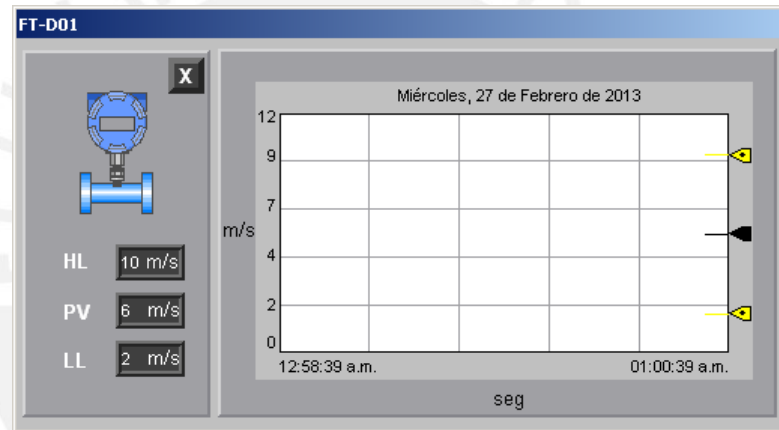 FT-D01
X
HL 10 m/s
PV 6 m/s
LL 2 m/s
Miércoles, 27 de Febrero de 2013
12
9
7
m/s
4
2
0
12:58:39 a.m. 01:00:39 a.m.
seg